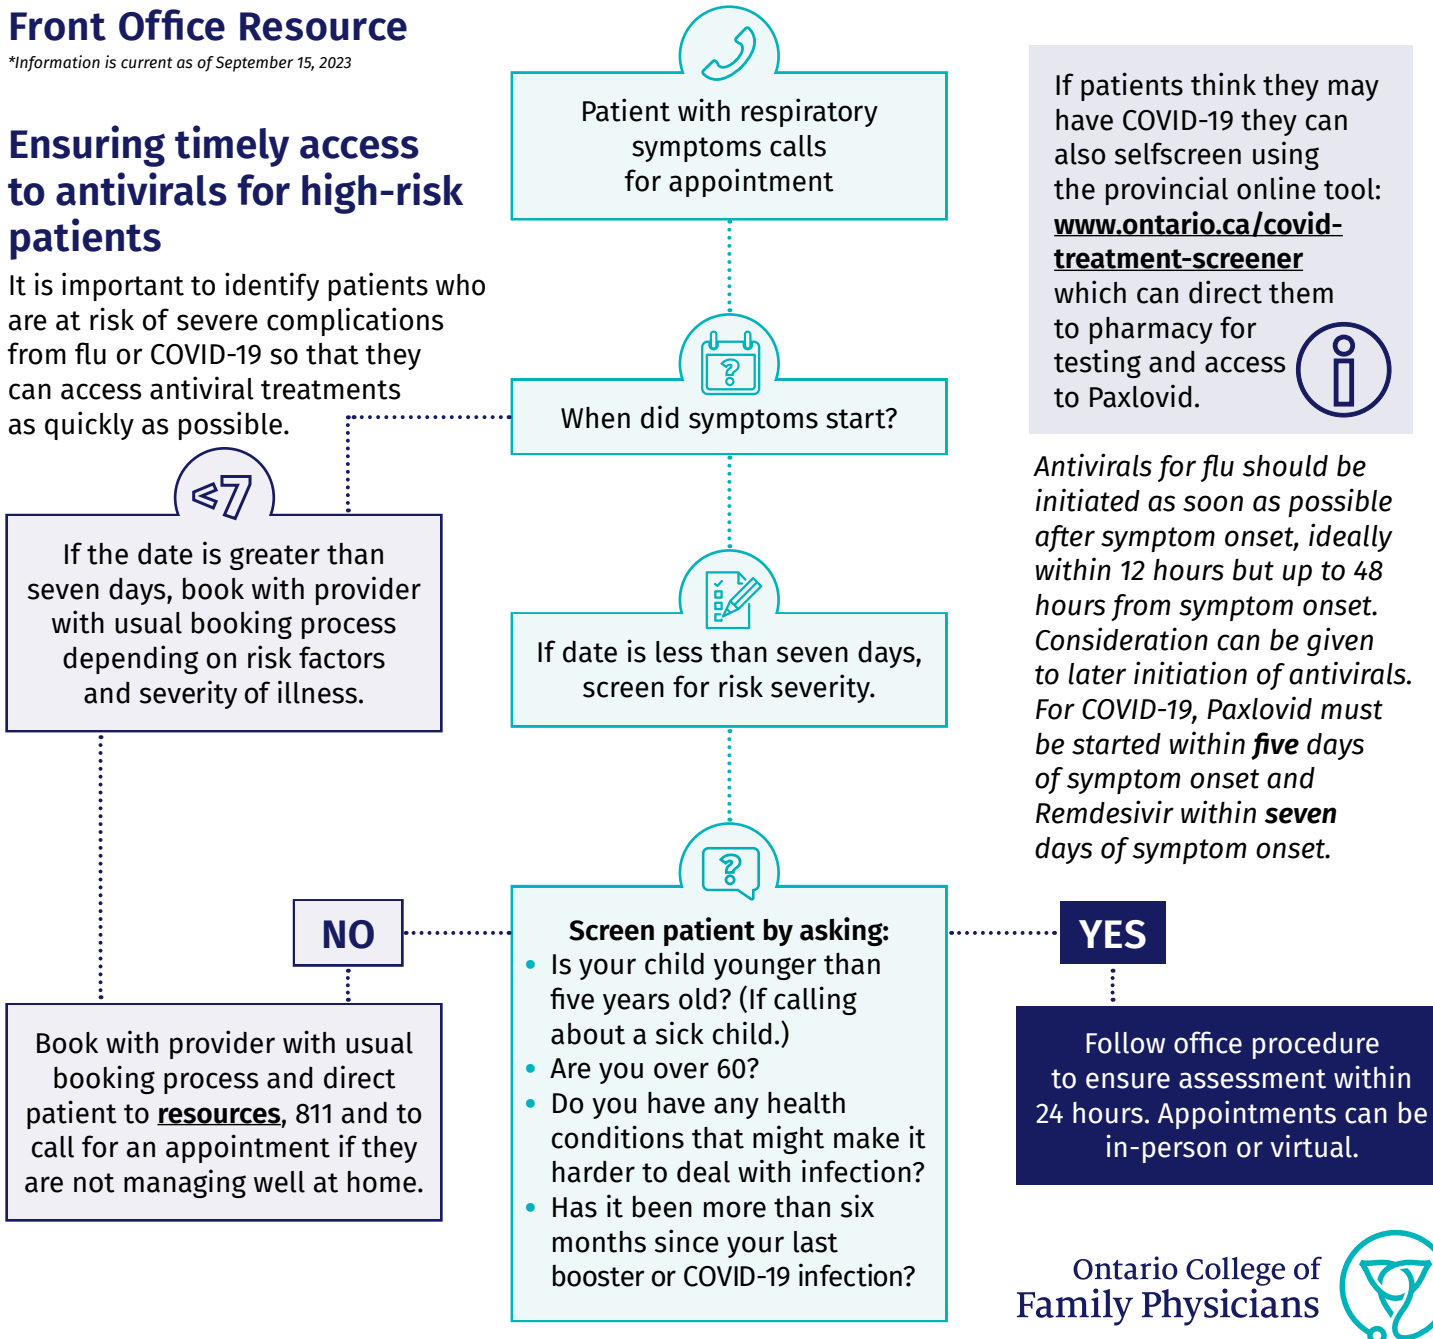 Front Office Resource
*Information is current as of September 15, 2023
Ensuring timely access
to antivirals for high-risk
patients
It is important to identify patients who
are at risk of severe complications
from flu or COVID-19 so that they
can access antiviral treatments
as quickly as possible.
Patient with respiratory
symptoms calls
for appointment
?
When did symptoms start?
<7
If the date is greater than
seven days, book with provider
with usual booking process
depending on risk factors
and severity of illness.
If date is less than seven days,
screen for risk severity.
?
Screen patient by asking:
• Is your child younger than
five years old? (If calling
about a sick child.)
• Are you over 60?
• Do you have any health
conditions that might make it
harder to deal with infection?
• Has it been more than six
months since your last
booster or COVID-19 infection?
NO
Book with provider with usual
booking process and direct
patient to resources, 811 and to
call for an appointment if they
are not managing well at home.
YES
Follow office procedure
to ensure assessment within
24 hours. Appointments can be
in-person or virtual.
If patients think they may
have COVID-19 they can
also selfscreen using
the provincial online tool:
www.ontario.ca/covid-
treatment-screener
which can direct them
to pharmacy for
testing and access
to Paxlovid.
i
Antivirals for flu should be
initiated as soon as possible
after symptom onset, ideally
within 12 hours but up to 48
hours from symptom onset.
Consideration can be given
to later initiation of antivirals.
For COVID-19, Paxlovid must
be started within five days
of symptom onset and
Remdesivir within seven
days of symptom onset.
Ontario College of
Family Physicians